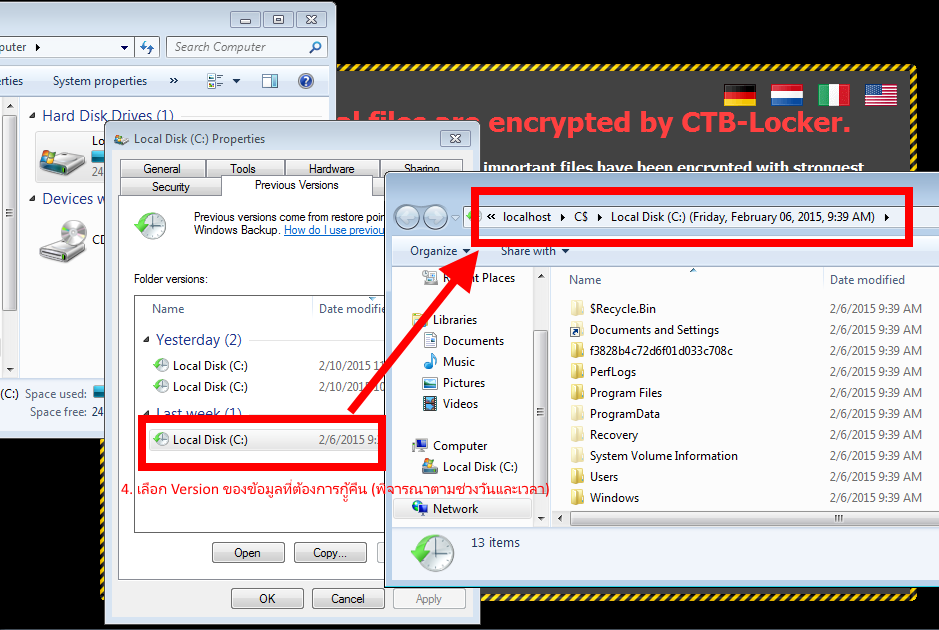 puter
Search Computer
erties
System properties
»
Hard Disk Drives (1)
Lo
24
Devices w
CD
(C:) Space used:
Space free: 24
al files are encrypted by CTB-Locker.
important files have been encrypted with strongest
Local Disk (C:) Properties
General
Tools
Hardware
Sharing
Security
Previous Versions
Previous versions come from restore poin
Windows Backup. How do I use previou
Folder versions:
Name
Date modifie
Yesterday (2)
Local Disk (C:)
2/10/2015 11
Local Disk (C:)
2/10/2015 10
Last week (1)
Local Disk (C:)
2/6/2015 9:
4. เลือก Version ของข้อมูลที่ต้องการกู้คืน (พิจารณาตามช่วงวันและเวลา)
Open
Copy...
OK
Cancel
Apply
« localhost
C$
Local Disk (C:) (Friday, February 06, 2015, 9:39 AM)
Organize
Share with
nt Places
Libraries
Documents
Music
Pictures
Videos
Computer
Local Disk (C:)
Network
Name
Date modified
$Recycle.Bin
2/6/2015 9:39 AM
Documents and Settings
2/6/2015 9:39 AM
f3828b4c72d6f01d033c708c
2/6/2015 9:39 AM
PerfLogs
2/6/2015 9:39 AM
Program Files
2/6/2015 9:39 AM
ProgramData
2/6/2015 9:39 AM
Recovery
2/6/2015 9:39 AM
System Volume Information
2/6/2015 9:39 AM
Users
2/6/2015 9:39 AM
Windows
2/6/2015 9:39 AM
13 items